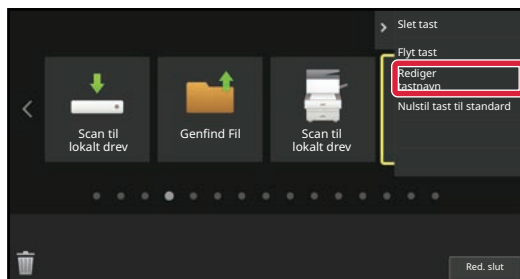 Slet tast
Flyt tast
Rediger
tastnavn
Nulstil tast til standard
Scan til
lokalt drev
Genfind Fil
Scan til
lokalt drev
Red. slut